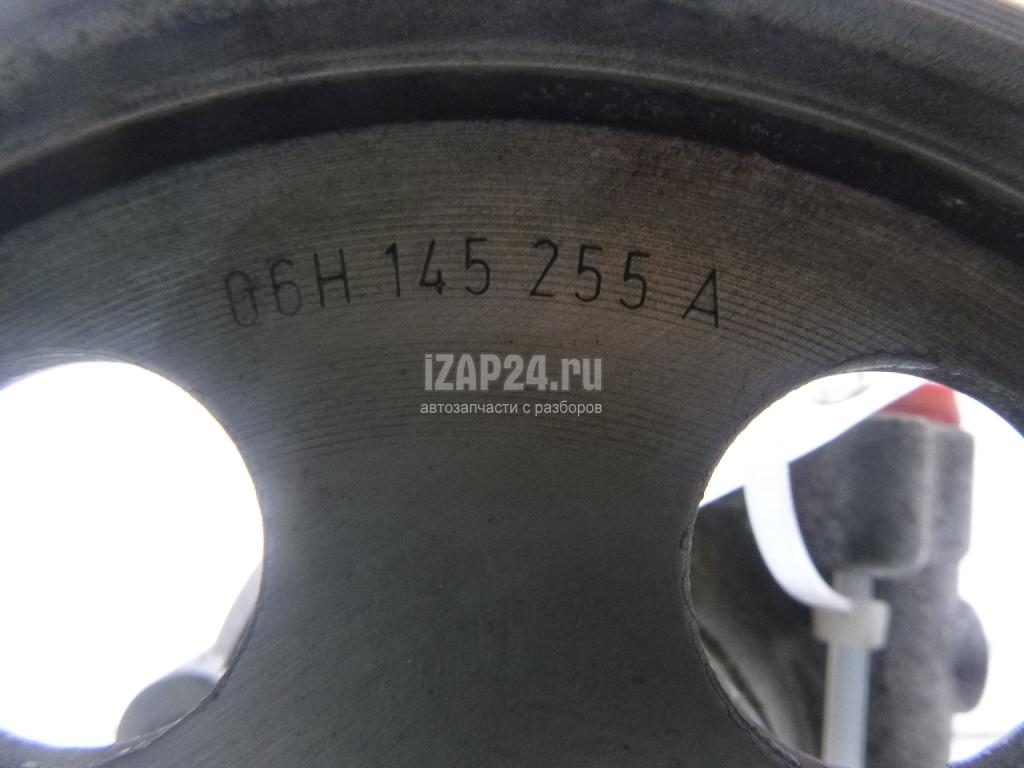 06H 145 255 A
iZAP24.ru
автозапчасти с разборов